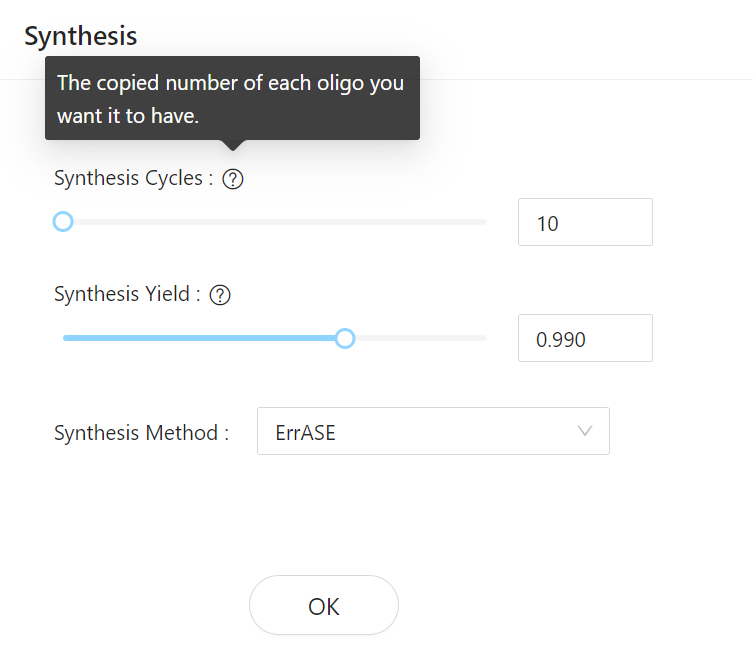 Synthesis
The copied number of each oligo you
want it to have.
Synthesis Cycles :
10
Synthesis Yield :
0.990
Synthesis Method :
ErrASE
OK